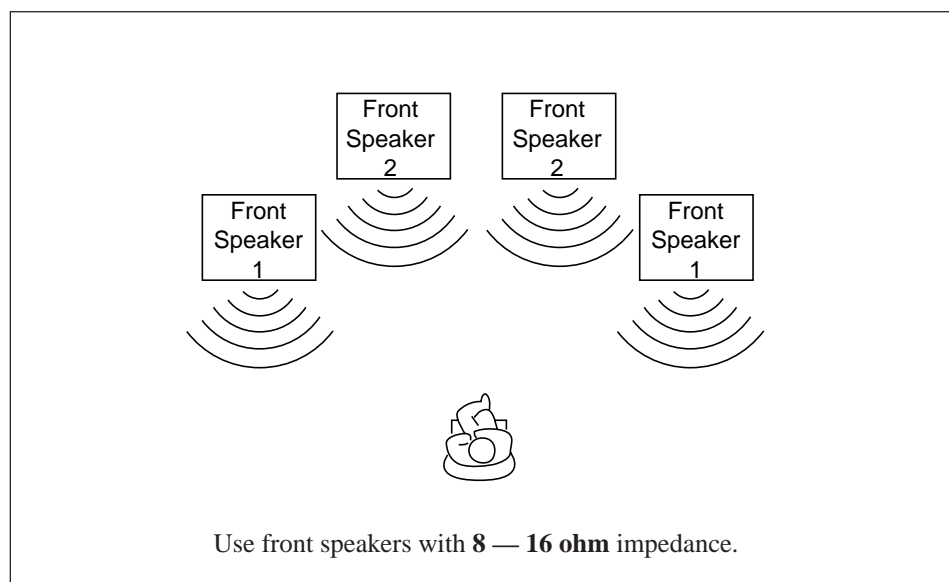 Front
Speaker
2
Front
Speaker
2
Front
Speaker
1
Front
Speaker
1
Use front speakers with 8 — 16 ohm impedance.